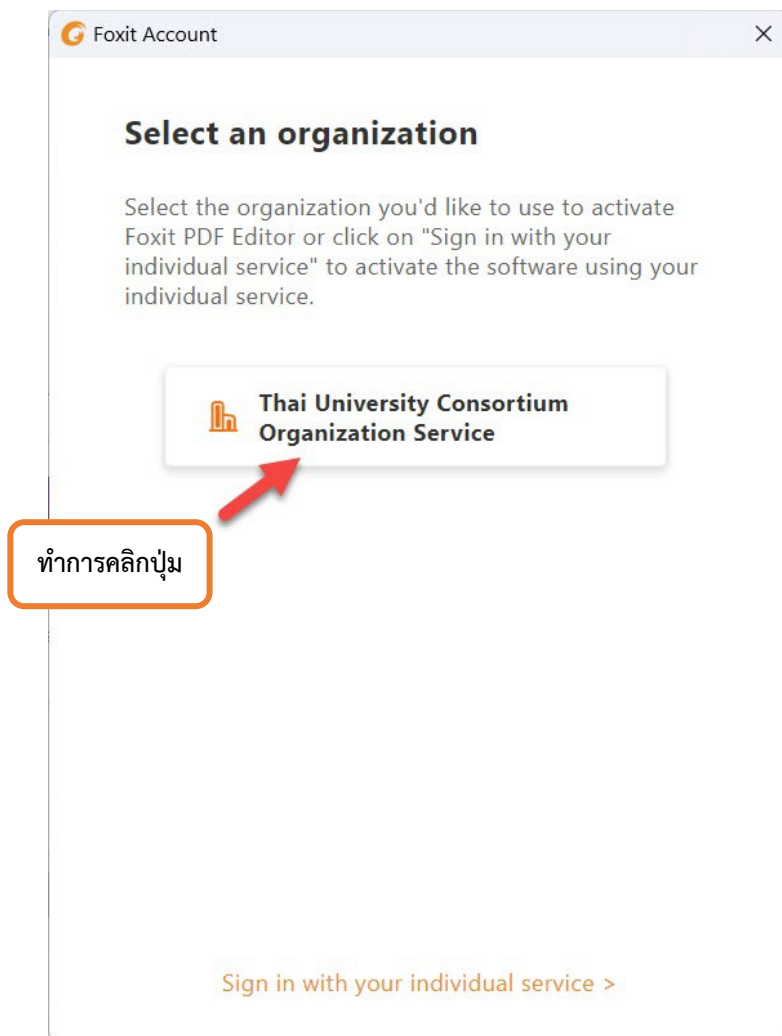 Foxit Account
Select an organization
Select the organization you'd like to use to activate
Foxit PDF Editor or click on "Sign in with your
individual service" to activate the software using your
individual service.
Thai University Consortium
Organization Service
ทำการคลิกปุ่ม
Sign in with your individual service >